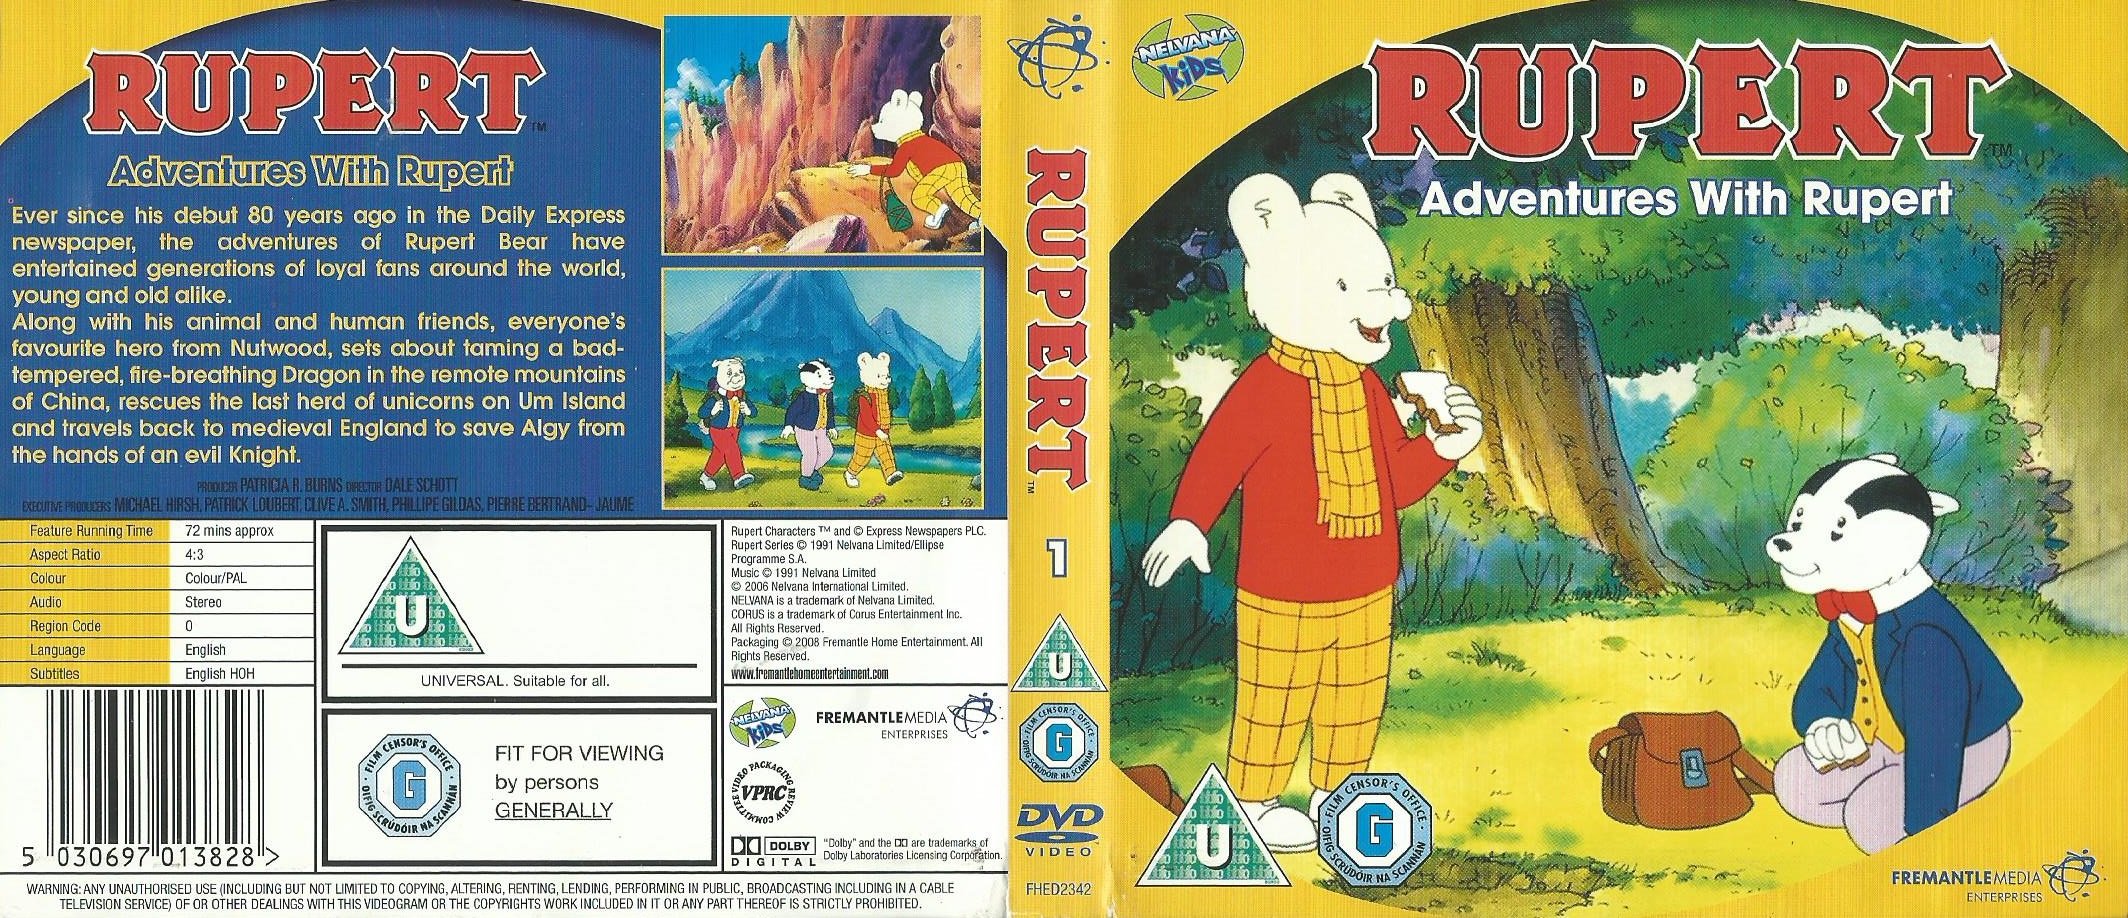 RUPERT
TM
Adventures With Rupert
Ever since his debut 80 years ago in the Daily Express
newspaper, the adventures of Rupert Bear have
entertained generations of loyal fans around the world,
young and old alike.
Along with his animal and human friends, everyone's
favourite hero from Nutwood, sets about taming a bad-
tempered, fire-breathing Dragon in the remote mountains
of China, rescues the last herd of unicorns on Um Island
and travels back to medieval England to save Algy from
the hands of an evil Knight.
PRODUCER PATRICIA R. BURNS DIRECTOR DALE SCHOTT
EXECUTIVE PRODUCERS MICHAEL HIRSH, PATRICK LOUBERT, CLIVE A. SMITH, PHILLIPE GILDAS, PIERRE BERTRAND- JAUME
Feature Running Time 72 mins approx
Aspect Ratio 4:3
Colour Colour/PAL
Audio Stereo
Region Code 0
Language English
Subtitles English HOH
5 030697 013828 >
U
UNIVERSAL. Suitable for all.
FILM CENSOR'S OFFICE
G
OIFIG SCRÚDÓIR NA SCANNÁN
FIT FOR VIEWING
by persons
GENERALLY
Rupert Characters ™ and © Express Newspapers PLC.
Rupert Series © 1991 Nelvana Limited/Ellipse
Programme S.A.
Music © 1991 Nelvana Limited
© 2006 Nelvana International Limited.
NELVANA is a trademark of Nelvana Limited.
CORUS is a trademark of Corus Entertainment Inc.
All Rights Reserved.
Packaging © 2008 Fremantle Home Entertainment. All
Rights Reserved.
www.fremantlehomeentertainment.com
NELVANA
KIDS
FREMANTLEMEDIA
ENTERPRISES
VIDEO PACKAGING REVIEW COMMITTEE
VPRC
DOLBY
DIGITAL
"Dolby" and the DD are trademarks of
Dolby Laboratories Licensing Corporation.
WARNING: ANY UNAUTHORISED USE (INCLUDING BUT NOT LIMITED TO COPYING, ALTERING, RENTING, LENDING, PERFORMING IN PUBLIC, BROADCASTING INCLUDING IN A CABLE
TELEVISION SERVICE) OF OR OTHER DEALINGS WITH THIS VIDEOGRAM OR THE COPYRIGHTS WORK INCLUDED IN IT OR ANY PART THEREOF IS STRICTLY PROHIBITED.
RUPERT
TM
1
U
FILM CENSOR'S OFFICE
G
OIFIG SCRÚDÓIR NA SCANNÁN
DVD
VIDEO
FHED2342
NELVANA
KIDS
RUPERT
TM
Adventures With Rupert
U
FILM CENSOR'S OFFICE
G
OIFIG SCRÚDÓIR NA SCANNÁN
FREMANTLEMEDIA
ENTERPRISES